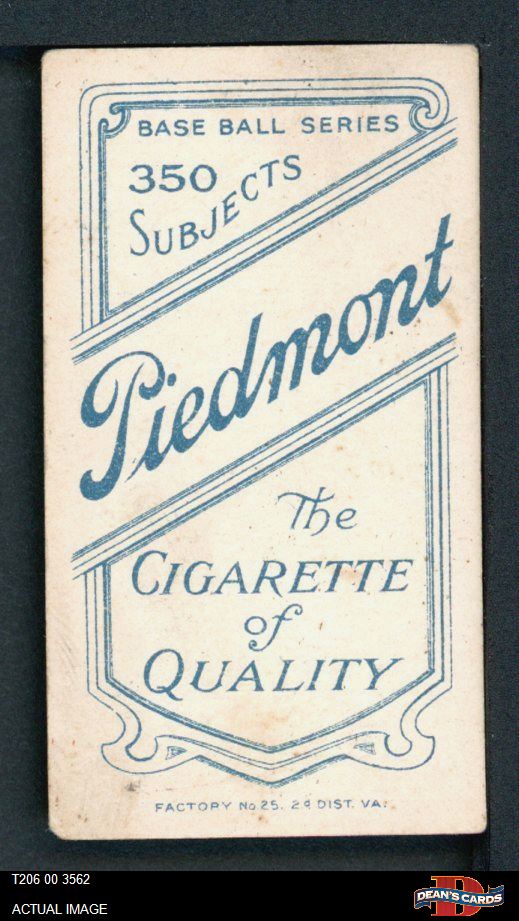 BASE BALL SERIES
350
SUBJECTS
Piedmont
The
CIGARETTE
of
QUALITY
FACTORY No. 25. 2d DIST. VA.
T206 00 3562
ACTUAL IMAGE
D
DEAN'S CARDS